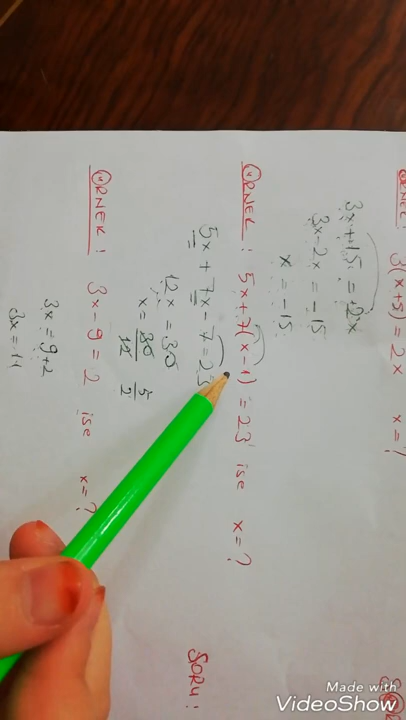 3(x+5) = 2x x=?
3x+15 = 2x
3x-2x = -15
x = -15
ÖRNEK! 5x+7(x-1) = 23 ise x=?
5x + 7x - 7 = 23
12x = 30
x = 30/12 5/2
ÖRNEK! 3x-9 = 2 ise x=?
3x = 9+2
3x = 11
SORU!
Made with
VideoShow